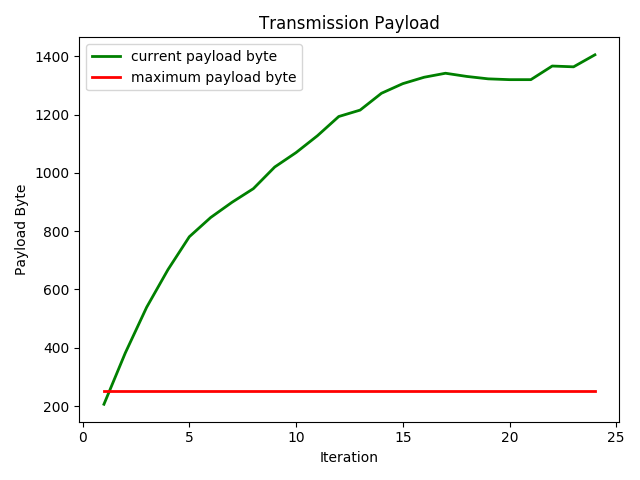 Transmission Payload
current payload byte
maximum payload byte
1400
1200
1000
800
600
400
200
Payload Byte
0 5 10 15 20 25
Iteration